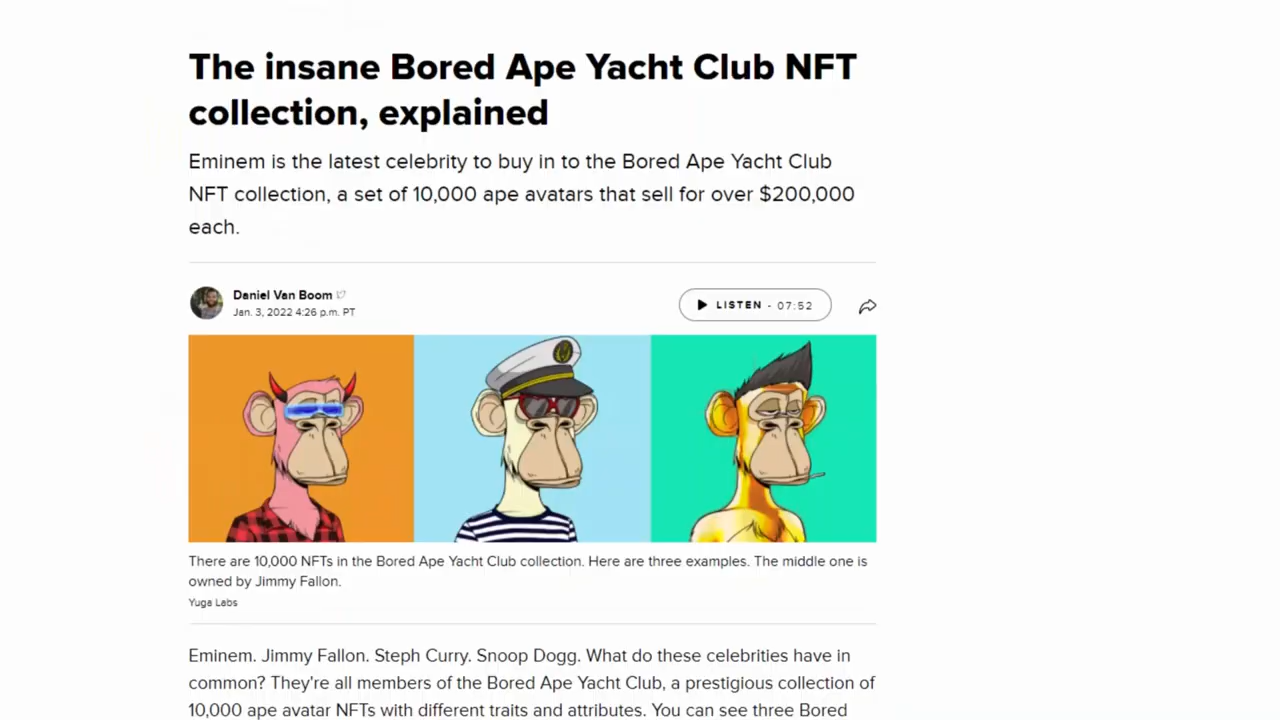 The insane Bored Ape Yacht Club NFT
collection, explained
Eminem is the latest celebrity to buy in to the Bored Ape Yacht Club
NFT collection, a set of 10,000 ape avatars that sell for over $200,000
each.
Daniel Van Boom
Jan. 3, 2022 4:26 p.m. PT
LISTEN - 07:52
There are 10,000 NFTs in the Bored Ape Yacht Club collection. Here are three examples. The middle one is
owned by Jimmy Fallon.
Yuga Labs
Eminem. Jimmy Fallon. Steph Curry. Snoop Dogg. What do these celebrities have in
common? They're all members of the Bored Ape Yacht Club, a prestigious collection of
10,000 ape avatar NFTs with different traits and attributes. You can see three Bored